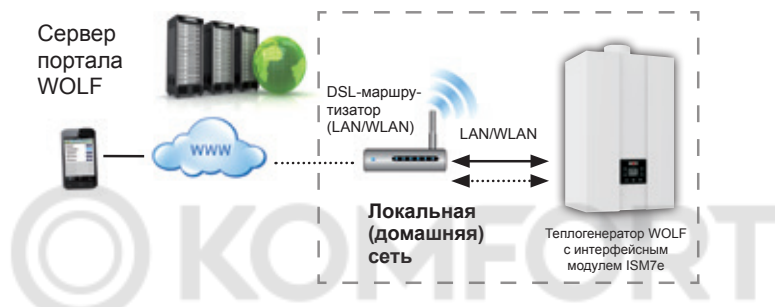 Сервер
портала
WOLF
DSL-маршру-
тизатор
(LAN/WLAN)
WWW
LAN/WLAN
Локальная
(домашняя)
сеть
Теплогенератор WOLF
с интерфейсным
модулем ISM7e
KOMFORT